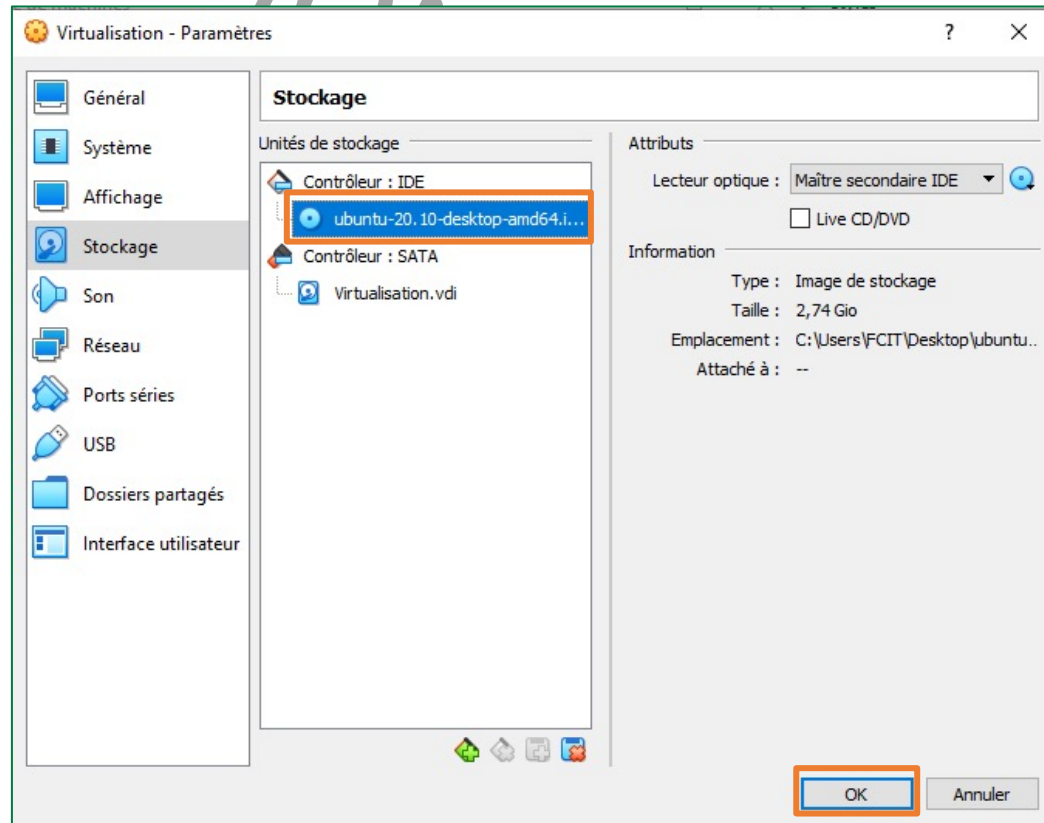 Virtualisation - Paramètres
?
Général
Système
Affichage
Stockage
Son
Réseau
Ports séries
USB
Dossiers partagés
Interface utilisateur
Stockage
Unités de stockage
Contrôleur : IDE
ubuntu-20.10-desktop-amd64.i...
Contrôleur : SATA
Virtualisation.vdi
Attributs
Lecteur optique : Maître secondaire IDE
Live CD/DVD
Information
Type : Image de stockage
Taille : 2,74 Gio
Emplacement : C:\Users\FCIT\Desktop\ubuntu..
Attaché à : --
OK
Annuler